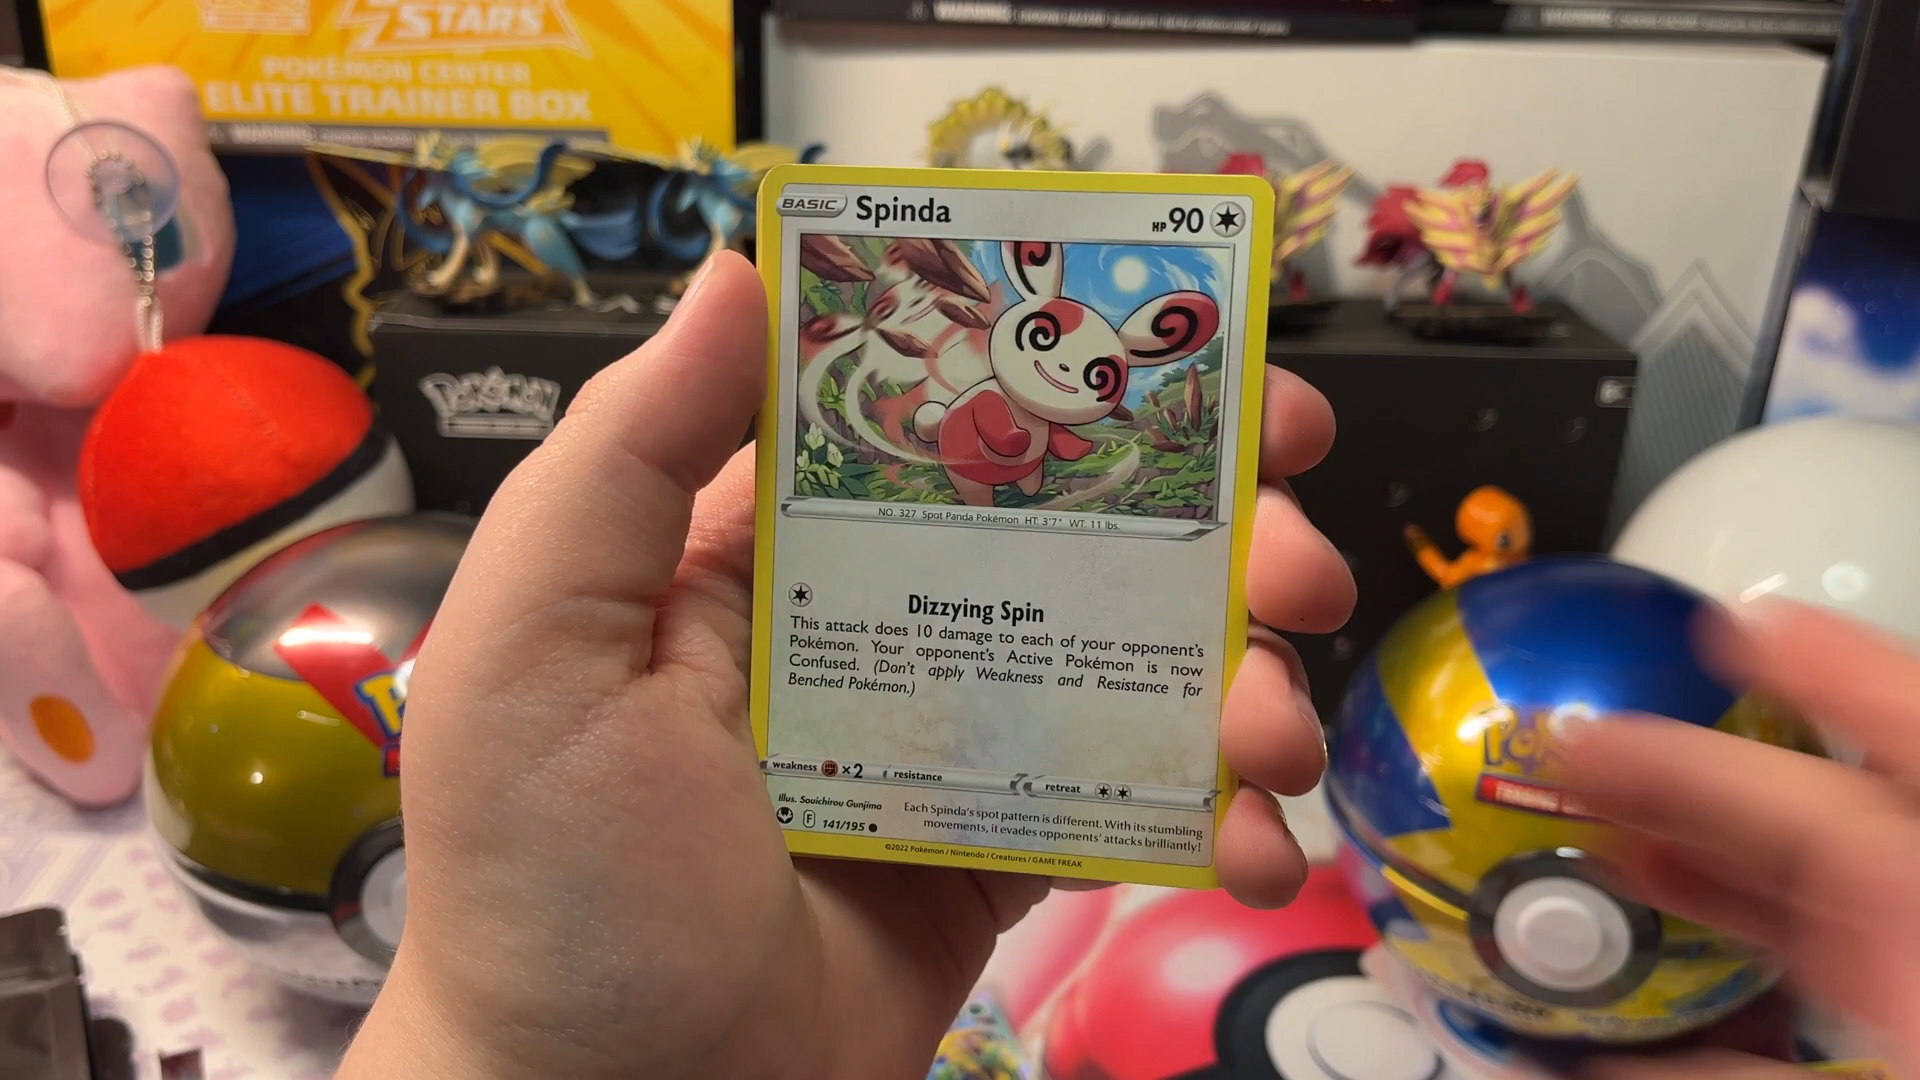 STARS
POKÉMON CENTER
ELITE TRAINER BOX
WARNING:
WARNING:
WARNING:
Pokémon
BASIC Spinda HP 90
NO. 327 Spot Panda Pokémon HT: 3'7" WT: 11 lbs.
Dizzying Spin
This attack does 10 damage to each of your opponent's
Pokémon. Your opponent's Active Pokémon is now
Confused. (Don't apply Weakness and Resistance for
Benched Pokémon.)
weakness ×2 resistance retreat
Illus. Souichirou Gunjima
F 141/195
Each Spinda's spot pattern is different. With its stumbling
movements, it evades opponents' attacks brilliantly!
©2022 Pokémon / Nintendo / Creatures / GAME FREAK